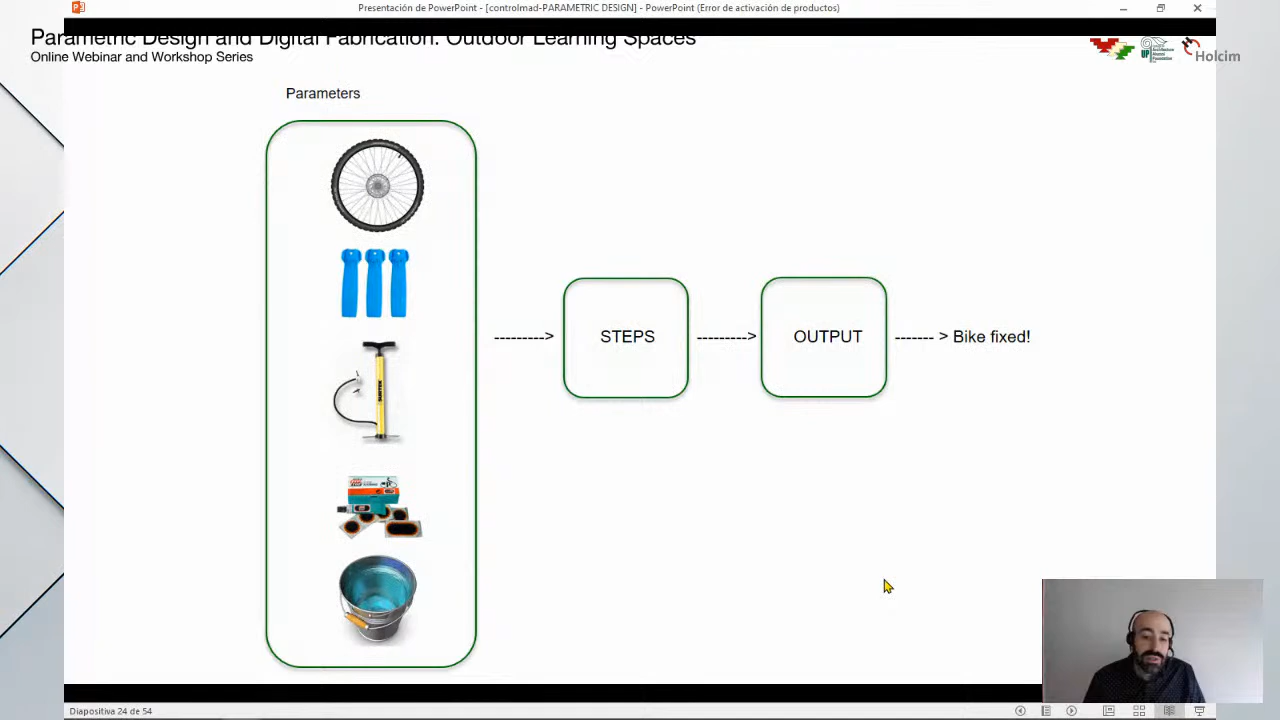 Presentación de PowerPoint - [controlmad-PARAMETRIC DESIGN] - PowerPoint (Error de activación de productos)
Parametric Design and Digital Fabrication: Outdoor Learning Spaces
Online Webinar and Workshop Series
UP
Holcim
Parameters
---------> STEPS ---------> OUTPUT ------- > Bike fixed!
Diapositiva 24 de 54